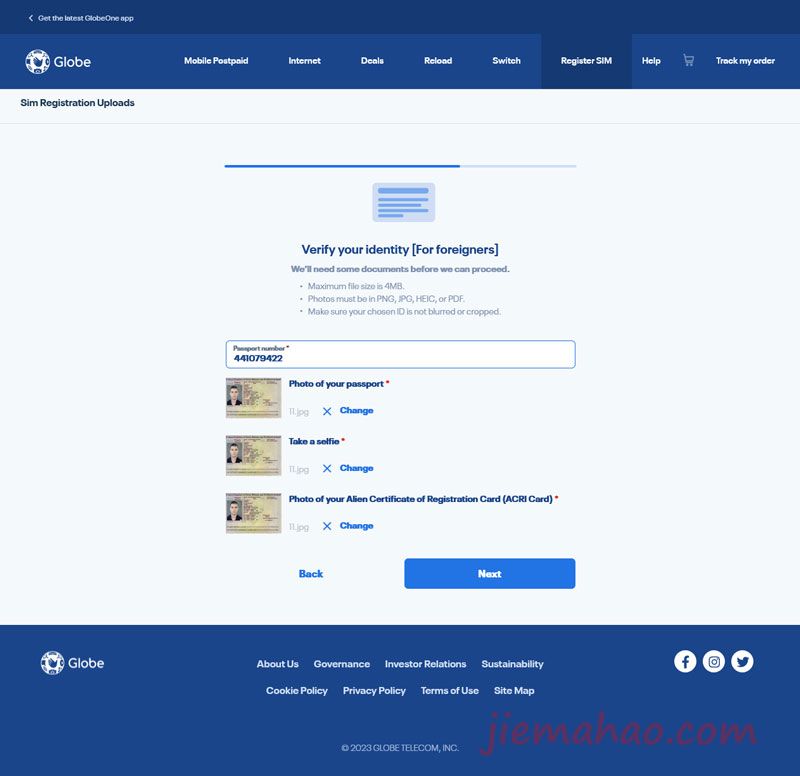 Get the latest GlobeOne app
Globe
Mobile Postpaid Internet Deals Reload Switch Register SIM Help Track my order
Sim Registration Uploads
Verify your identity [For foreigners]
We'll need some documents before we can proceed.
• Maximum file size is 4MB.
• Photos must be in PNG, JPG, HEIC, or PDF.
• Make sure your chosen ID is not blurred or cropped.
Passport number *
441079422
Photo of your passport *
11.jpg Change
Take a selfie *
11.jpg Change
Photo of your Alien Certificate of Registration Card (ACRI Card) *
11.jpg Change
Back Next
Globe
About Us Governance Investor Relations Sustainability
Cookie Policy Privacy Policy Terms of Use Site Map
© 2023 GLOBE TELECOM, INC.
jiemahao.com